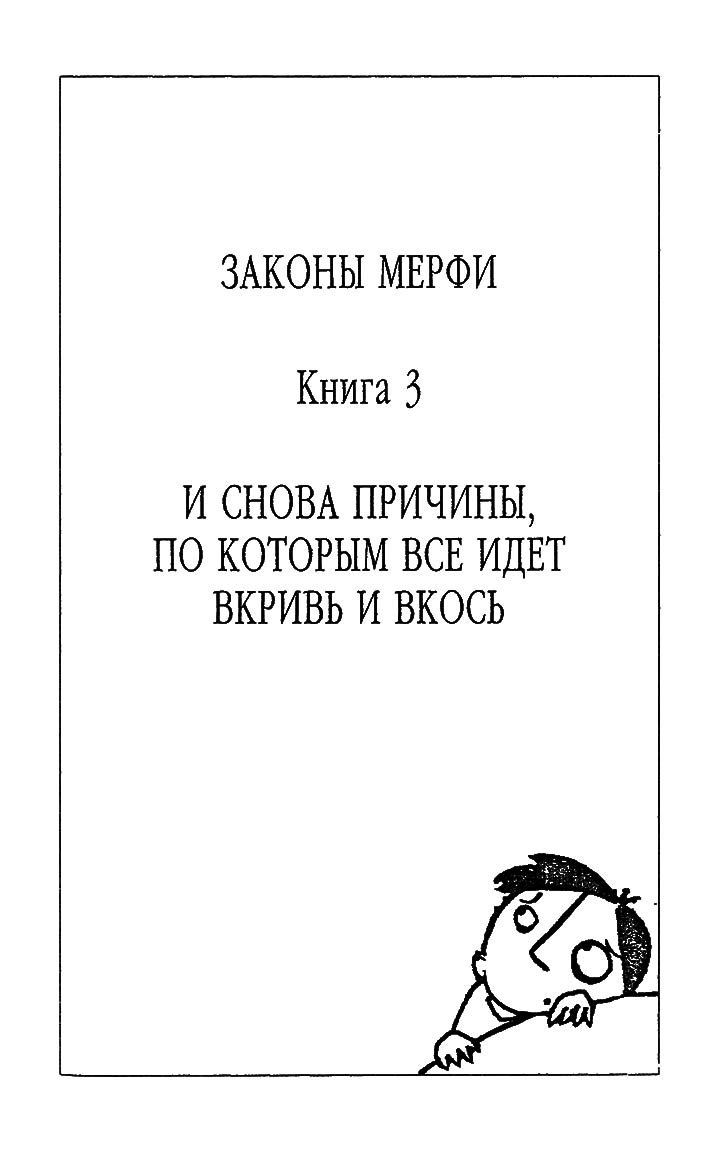 ЗАКОНЫ МЕРФИ
Книга 3
И СНОВА ПРИЧИНЫ,
ПО КОТОРЫМ ВСЕ ИДЕТ
ВКРИВЬ И ВКОСЬ